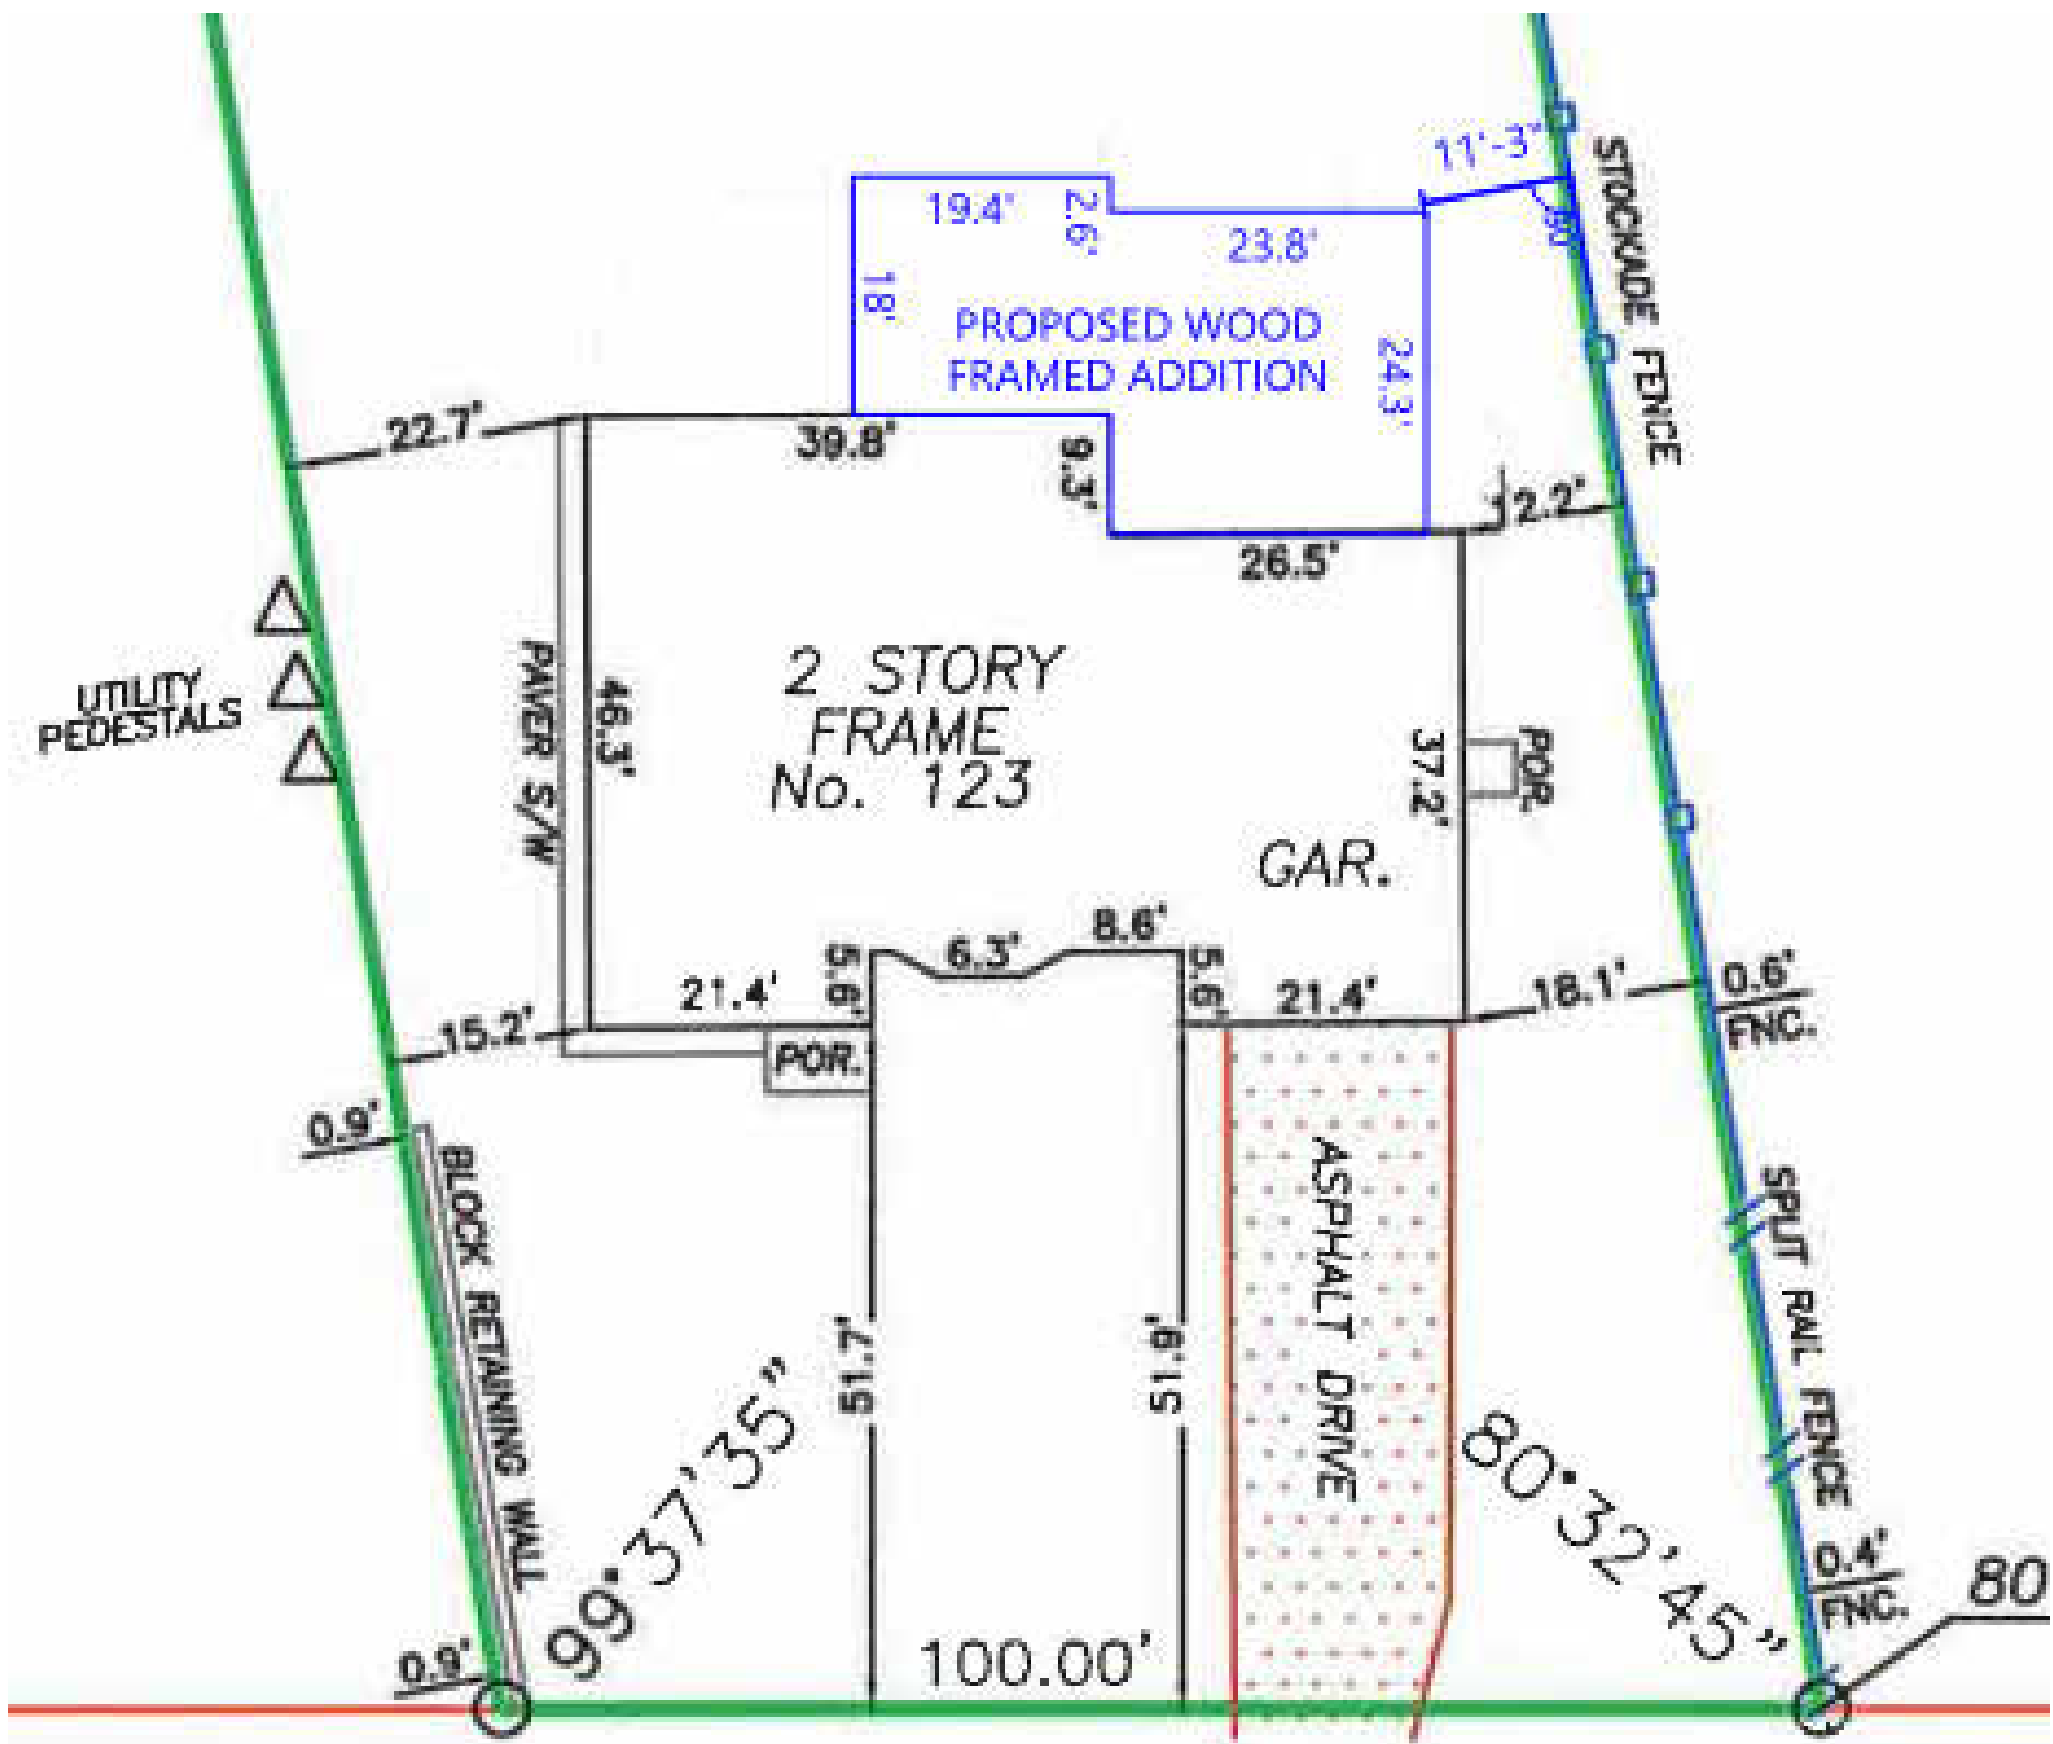 11'-3"
STOCKADE FENCE
19.4'
2.6'
23.8'
18'
PROPOSED WOOD
FRAMED ADDITION
24.3'
22.7'
39.8'
9.3'
12.2'
26.5'
2 STORY
FRAME
No. 123
UTILITY
PEDESTALS
PAVER S/W
46.3'
37.2'
POR.
GAR.
8.6'
6.3'
5.6'
5.6'
21.4'
21.4'
15.2'
18.1'
0.6'
FNC.
POR.
0.9'
BLOCK RETAINING WALL
ASPHALT DRIVE
SPLIT RAIL FENCE
51.7'
51.9'
99°37'35"
80°32'45"
0.4'
FNC.
80
0.9'
100.00'